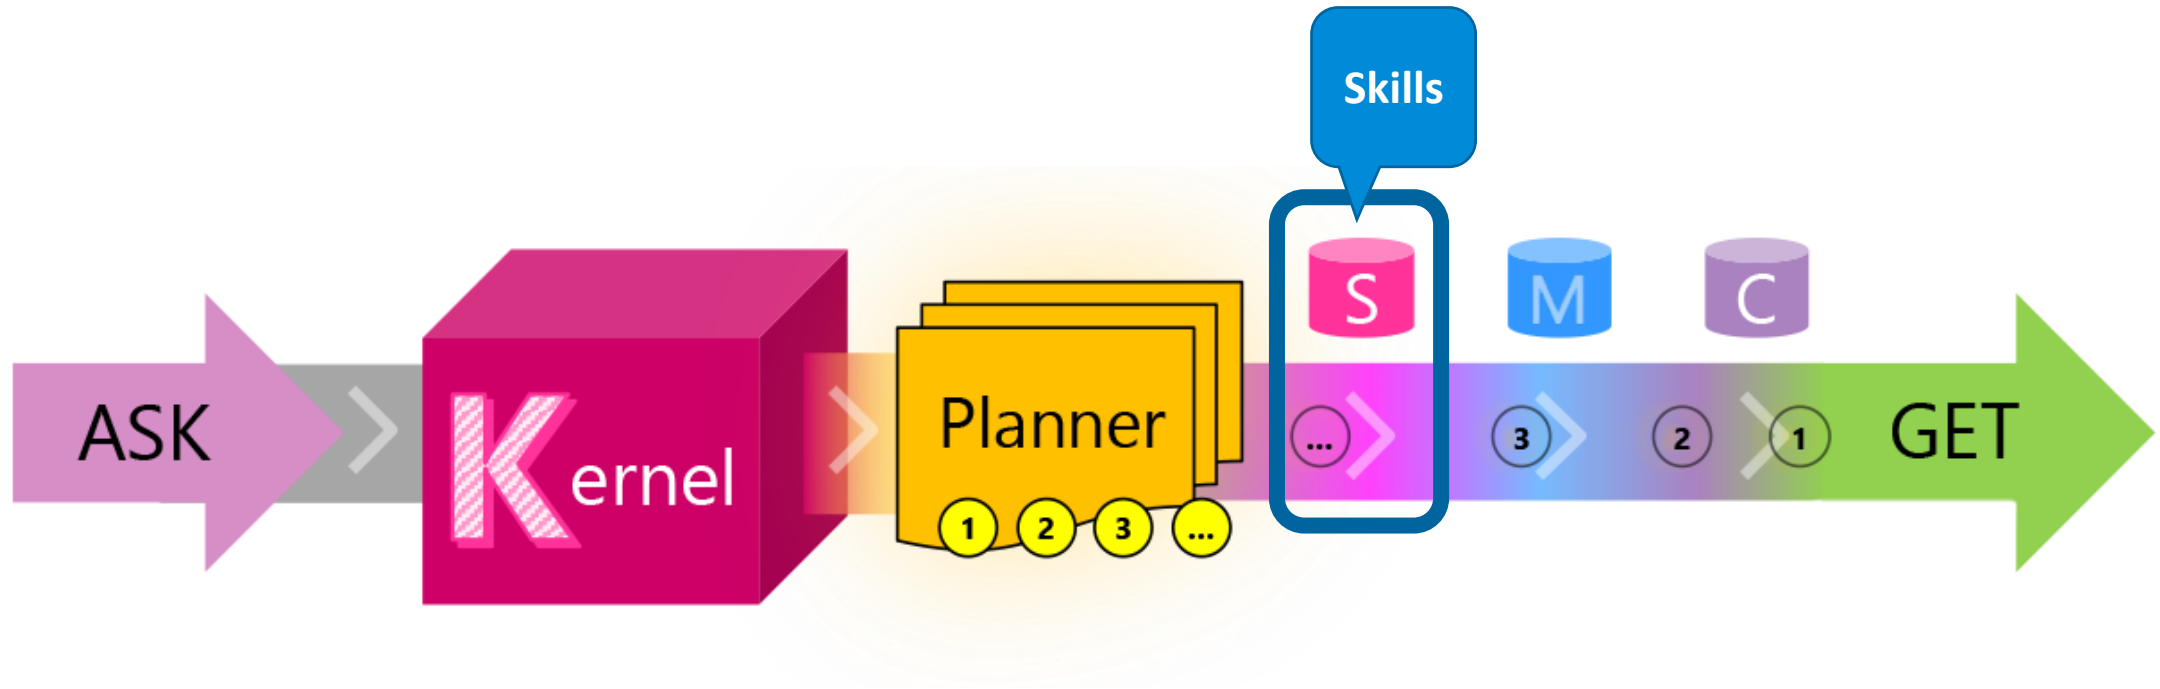 Skills
S
M
C
ASK
Kernel
Planner
1 2 3 ...
... 3 2 1
GET